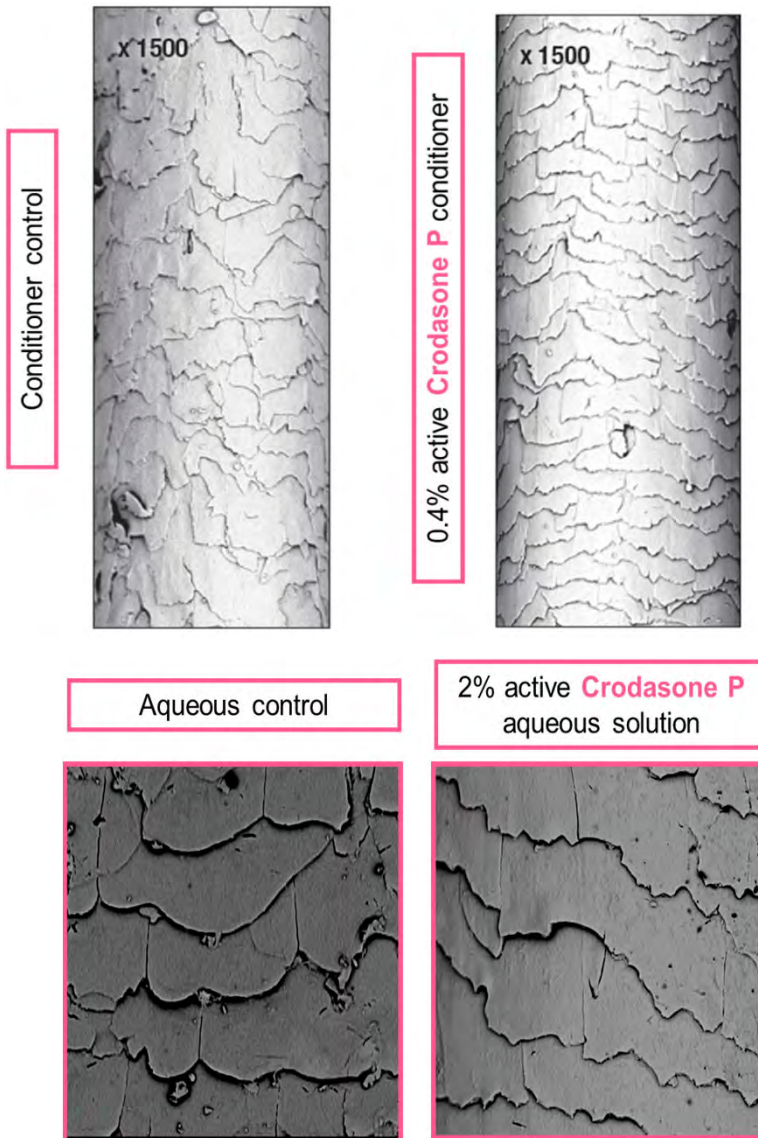 x 1500
Conditioner control
x 1500
0.4% active Crodasone P conditioner
Aqueous control
2% active Crodasone P
aqueous solution